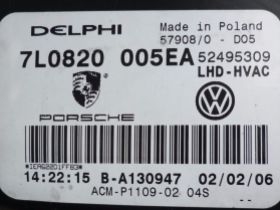 DELPHI
Made in Poland
57908/0 - D05
7L0820 005EA
52495309
LHD-HVAC
PORSCHE
14:22:15 B-A130947 02/02/06
ACM-P1109-02 04S